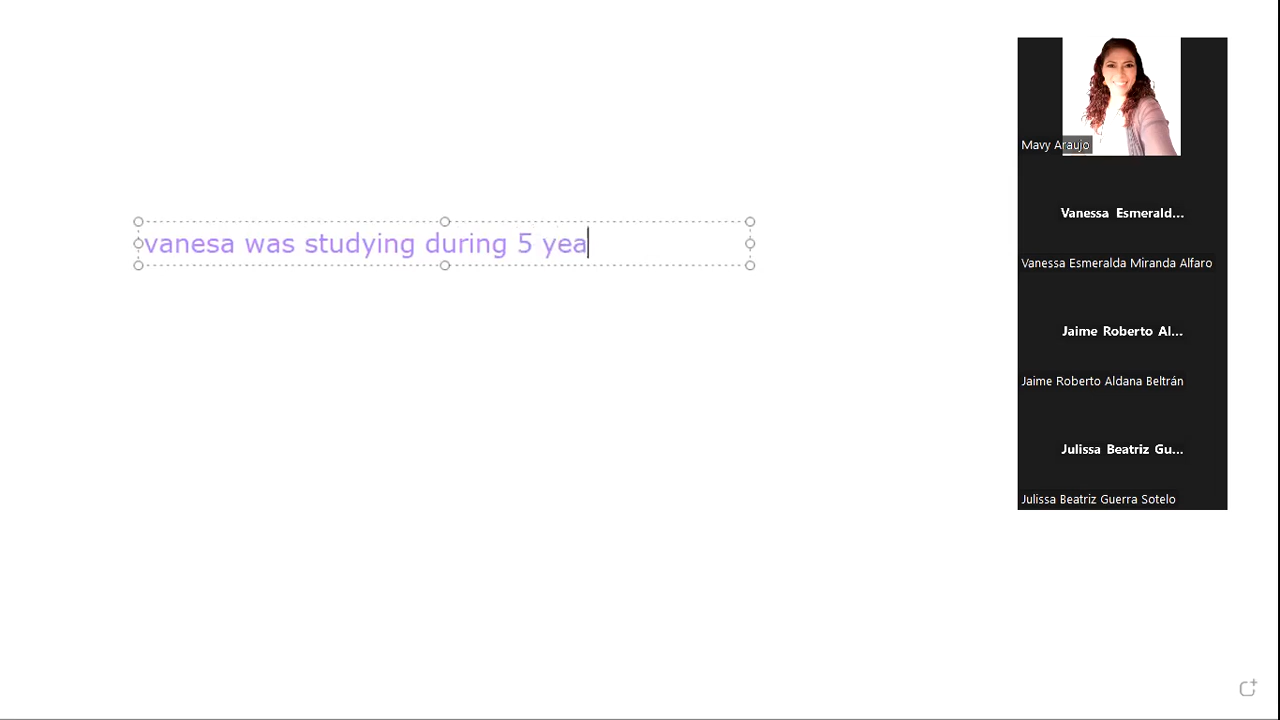 vanesa was studying during 5 yea
Mavy Araujo
Vanessa Esmerald...
Vanessa Esmeralda Miranda Alfaro
Jaime Roberto Al...
Jaime Roberto Aldana Beltrán
Julissa Beatriz Gu...
Julissa Beatriz Guerra Sotelo